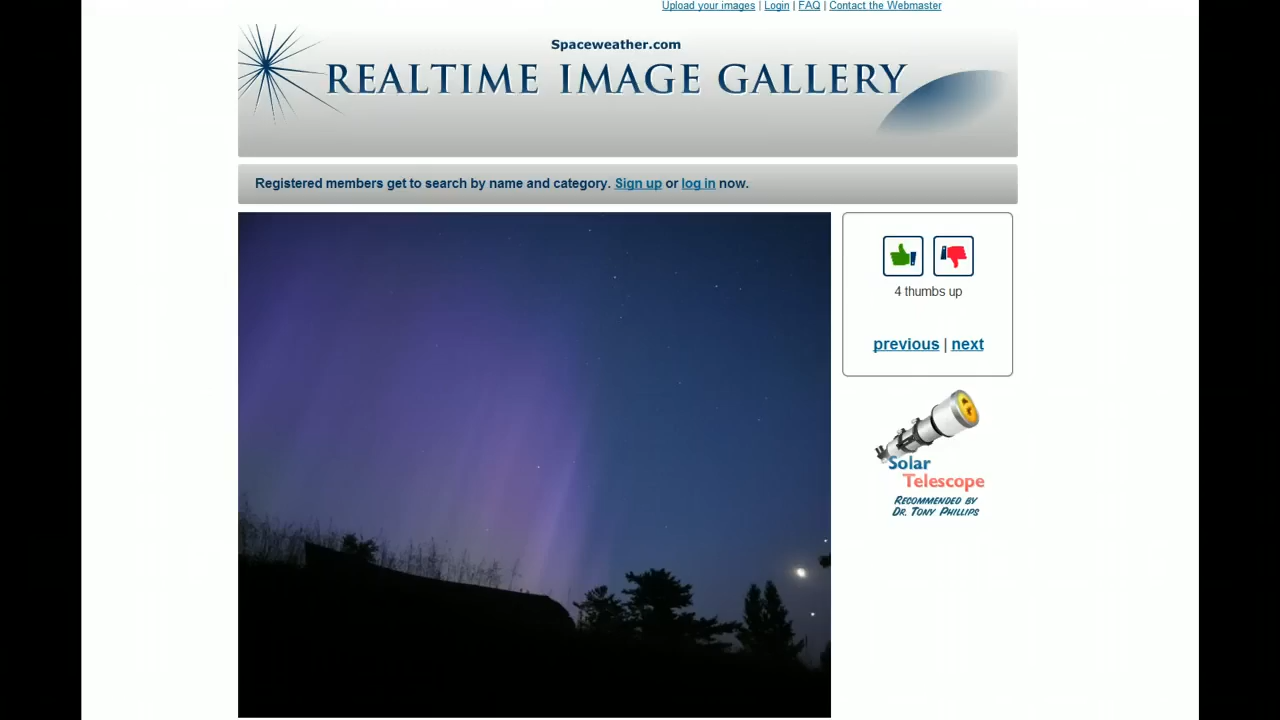 Upload your images | Login | FAQ | Contact the Webmaster
Spaceweather.com
REALTIME IMAGE GALLERY
Registered members get to search by name and category. Sign up or log in now.
4 thumbs up
previous | next
Solar
Telescope
RECOMMENDED BY
DR. TONY PHILLIPS